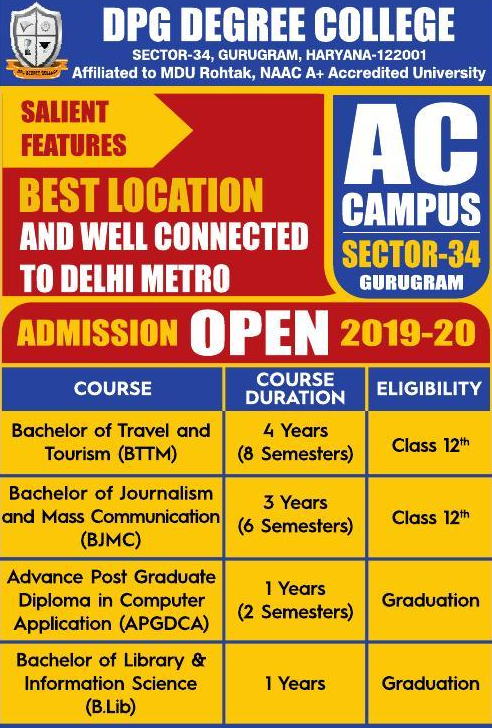 DPG DEGREE COLLEGE
SECTOR-34, GURUGRAM, HARYANA-122001
Affiliated to MDU Rohtak, NAAC A+ Accredited University
DPG DEGREE COLLEGE
SALIENT
FEATURES
BEST LOCATION
AND WELL CONNECTED
TO DELHI METRO
AC
CAMPUS
SECTOR-34
GURUGRAM
ADMISSION OPEN 2019-20
COURSE
COURSE
DURATION
ELIGIBILITY
Bachelor of Travel and
Tourism (BTTM)
4 Years
(8 Semesters)
Class 12th
Bachelor of Journalism
and Mass Communication
(BJMC)
3 Years
(6 Semesters)
Class 12th
Advance Post Graduate
Diploma in Computer
Application (APGDCA)
1 Years
(2 Semesters)
Graduation
Bachelor of Library &
Information Science
(B.Lib)
1 Years
Graduation